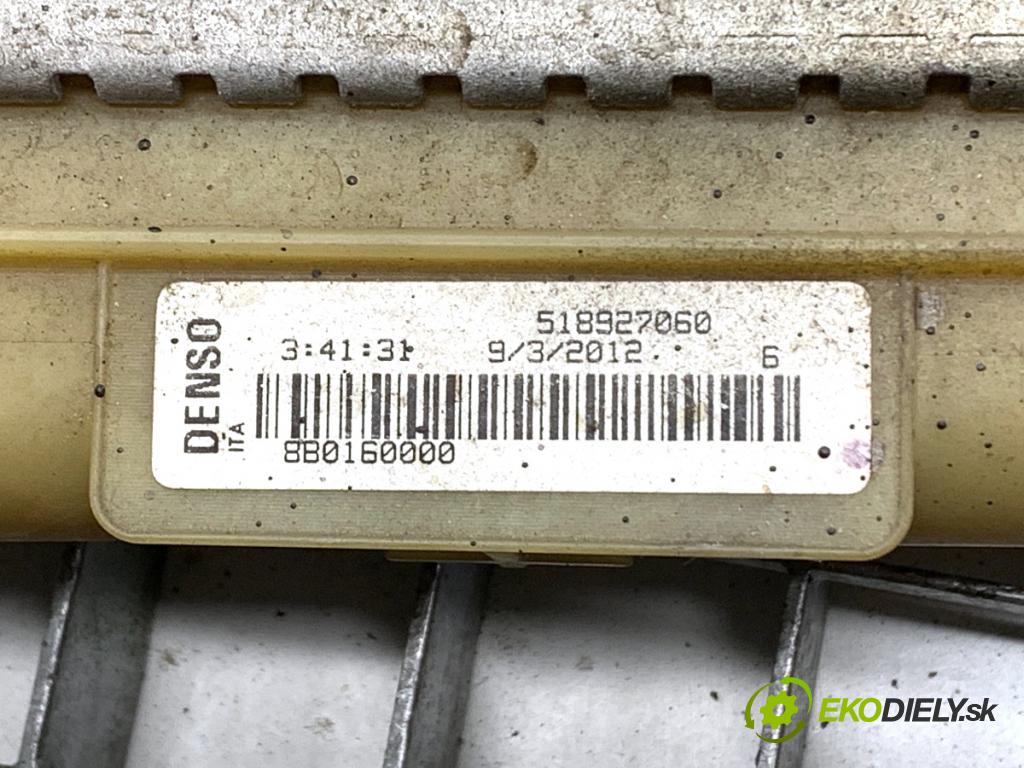 518927060
3:41:31 9/3/2012 6
DENSO
ITA
8B0160000
EKODIELY.sk